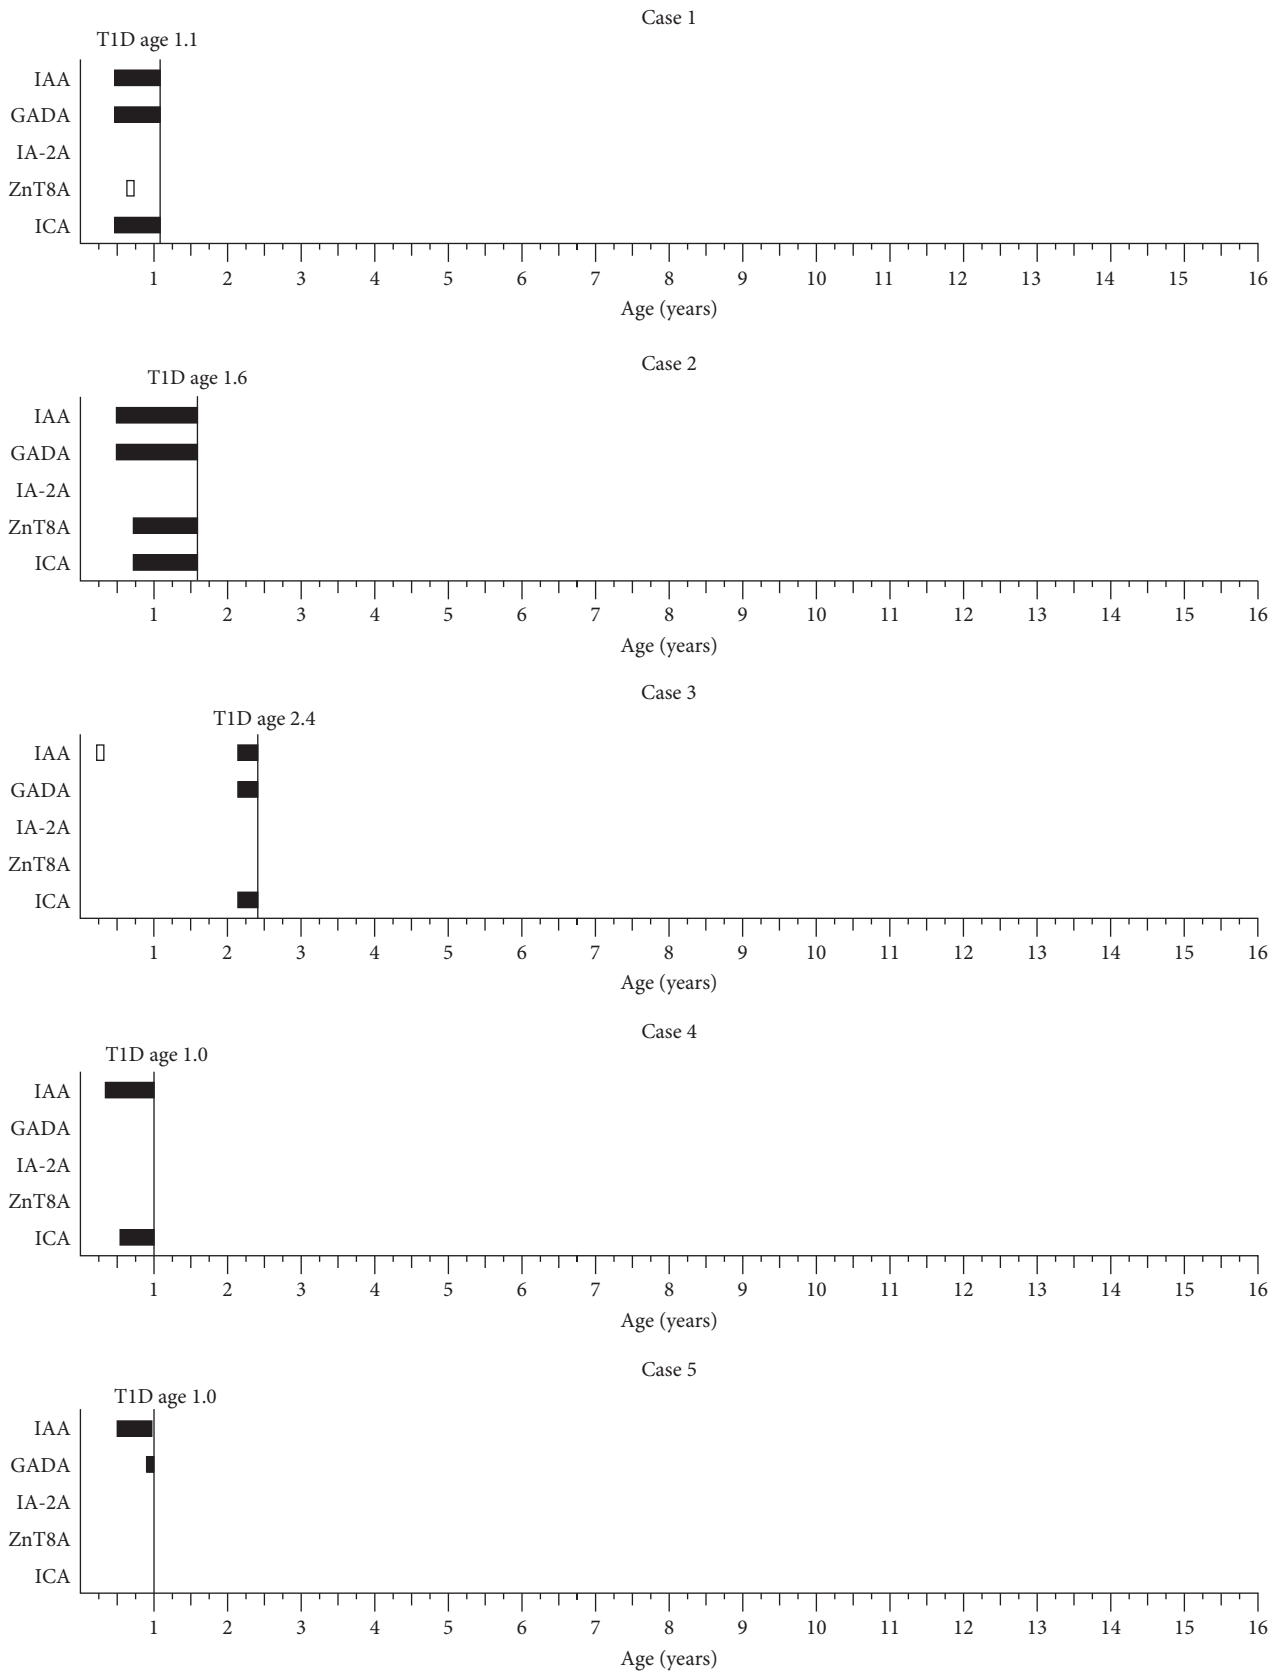 Case 1
T1D age 1.1
IAA
GADA
IA-2A
ZnT8A
ICA
1 2 3 4 5 6 7 8 9 10 11 12 13 14 15 16
Age (years)
Case 2
T1D age 1.6
IAA
GADA
IA-2A
ZnT8A
ICA
1 2 3 4 5 6 7 8 9 10 11 12 13 14 15 16
Age (years)
Case 3
T1D age 2.4
IAA
GADA
IA-2A
ZnT8A
ICA
1 2 3 4 5 6 7 8 9 10 11 12 13 14 15 16
Age (years)
Case 4
T1D age 1.0
IAA
GADA
IA-2A
ZnT8A
ICA
1 2 3 4 5 6 7 8 9 10 11 12 13 14 15 16
Age (years)
Case 5
T1D age 1.0
IAA
GADA
IA-2A
ZnT8A
ICA
1 2 3 4 5 6 7 8 9 10 11 12 13 14 15 16
Age (years)